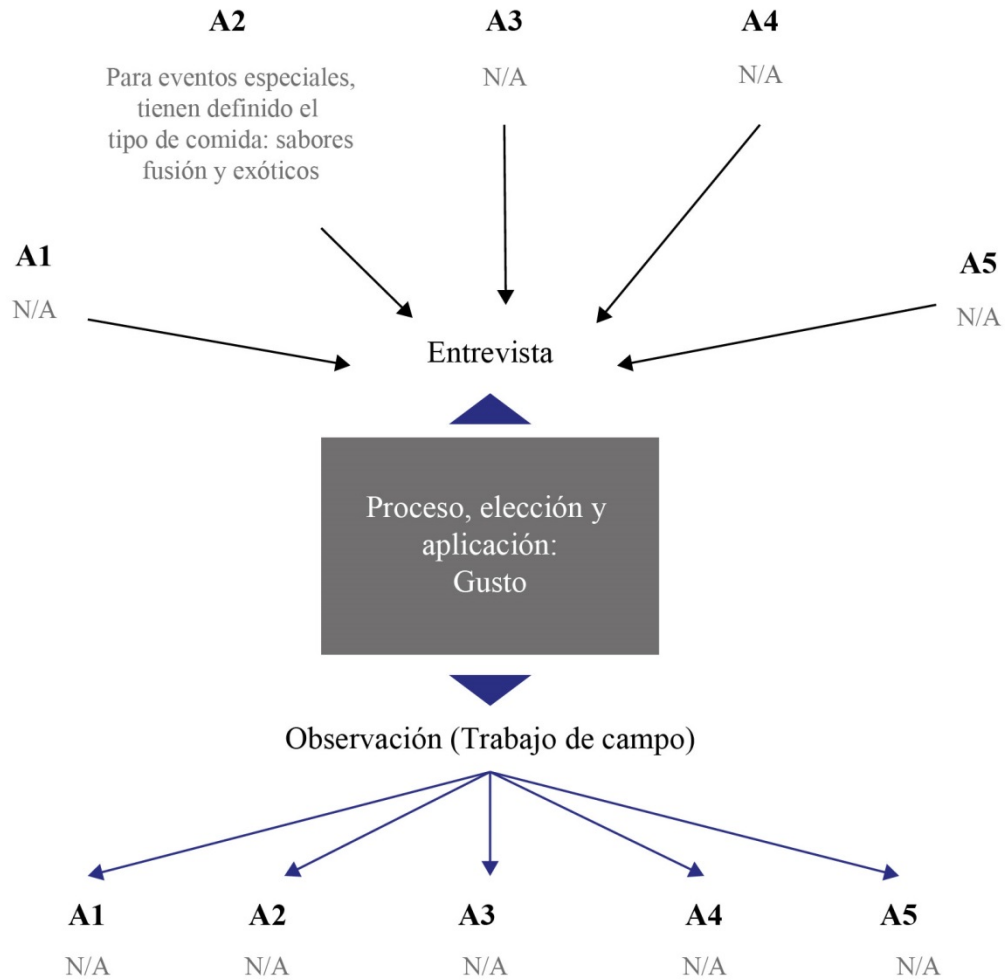 A2
Para eventos especiales,
tienen definido el
tipo de comida: sabores
fusión y exóticos
A3
N/A
A4
N/A
A1
N/A
A5
N/A
Entrevista
Proceso, elección y
aplicación:
Gusto
Observación (Trabajo de campo)
A1
N/A
A2
N/A
A3
N/A
A4
N/A
A5
N/A